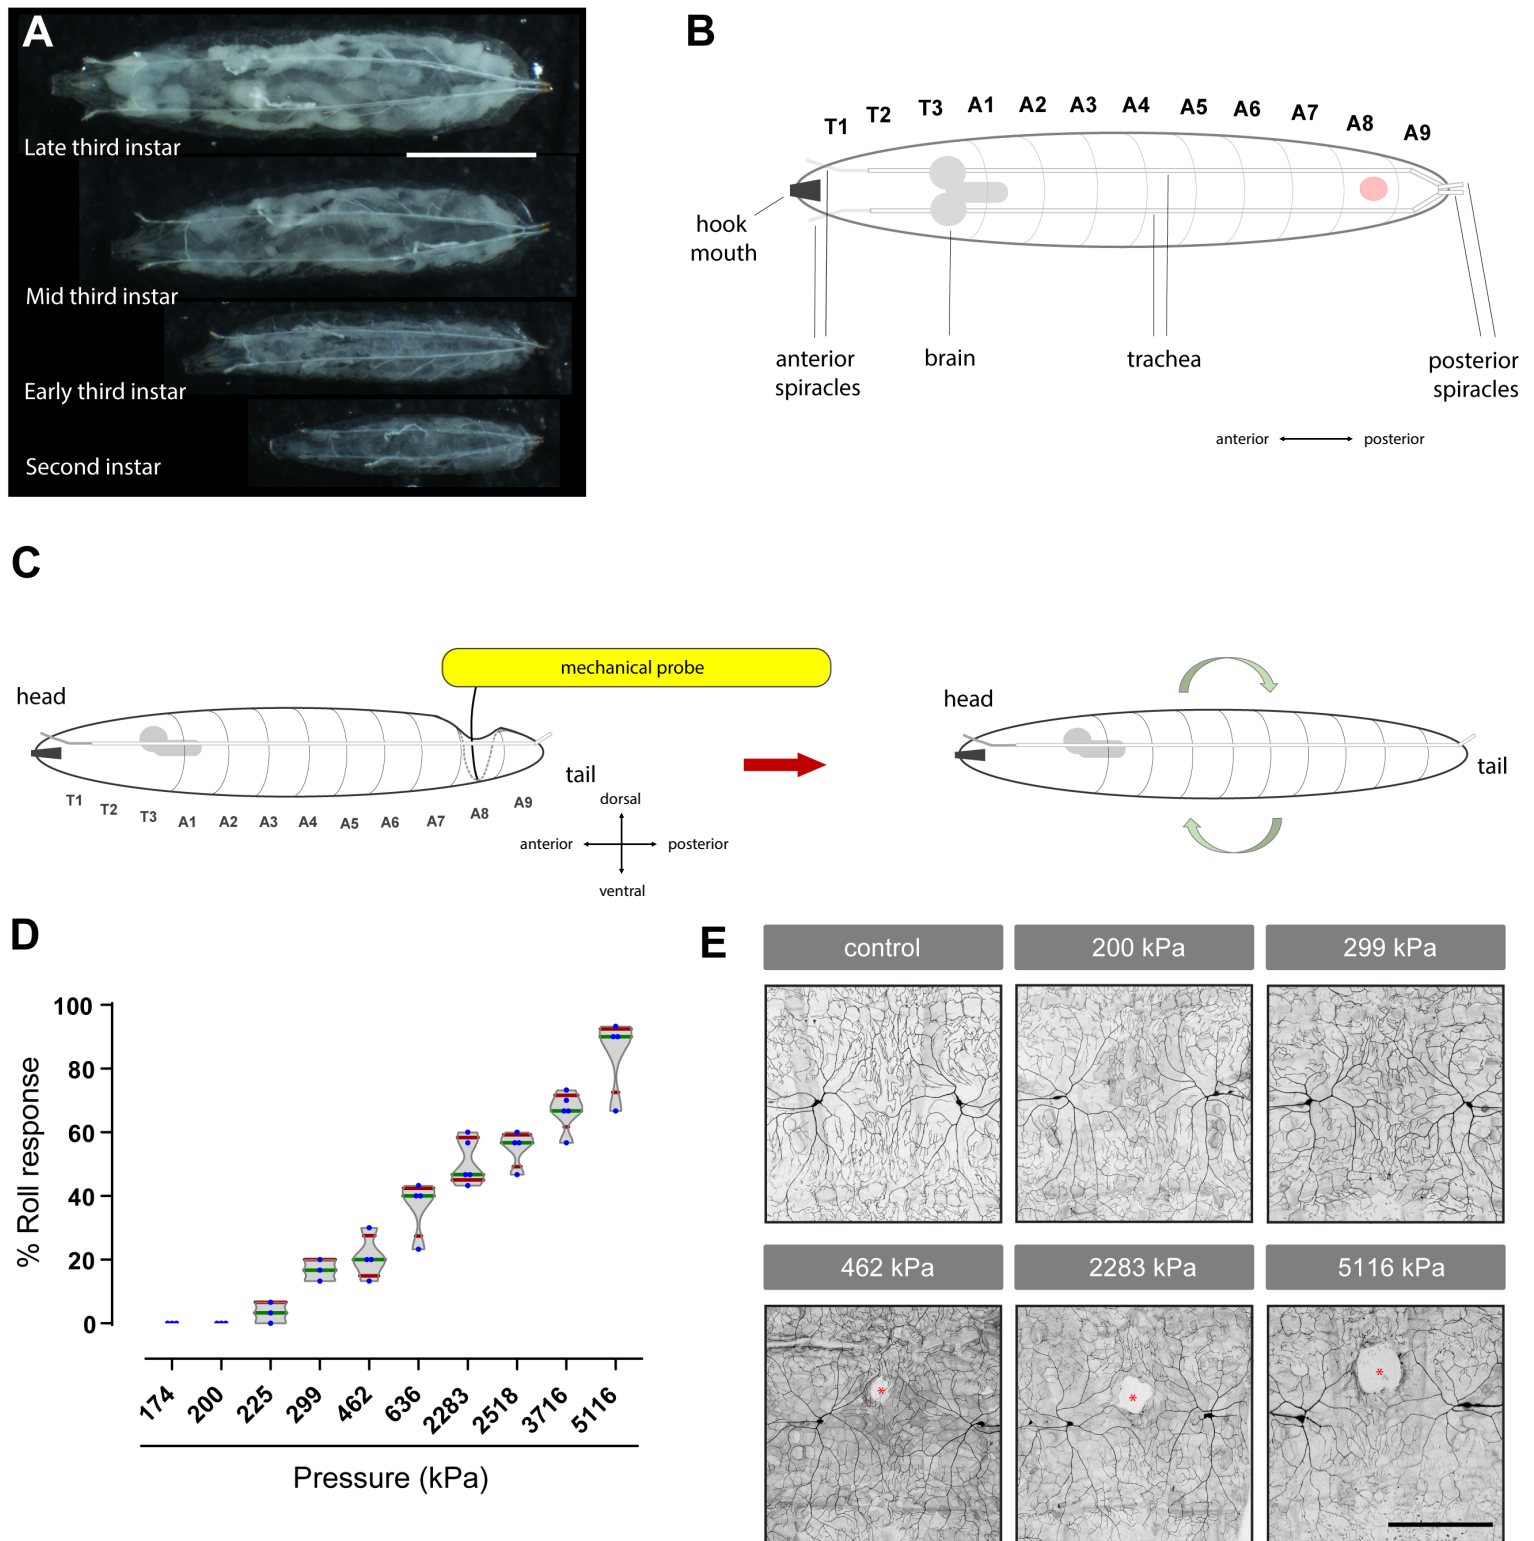 A
Late third instar
Mid third instar
Early third instar
Second instar
B
T1 T2 T3 A1 A2 A3 A4 A5 A6 A7 A8 A9
hook
mouth
anterior
spiracles
brain
trachea
posterior
spiracles
anterior posterior
C
mechanical probe
head
tail
T1 T2 T3 A1 A2 A3 A4 A5 A6 A7 A8 A9
dorsal
anterior posterior
ventral
head
tail
D
% Roll response
100
80
60
40
20
0
174 200 225 299 462 636 2283 2518 3716 5116
Pressure (kPa)
E
control 200 kPa 299 kPa
462 kPa 2283 kPa 5116 kPa
* * *